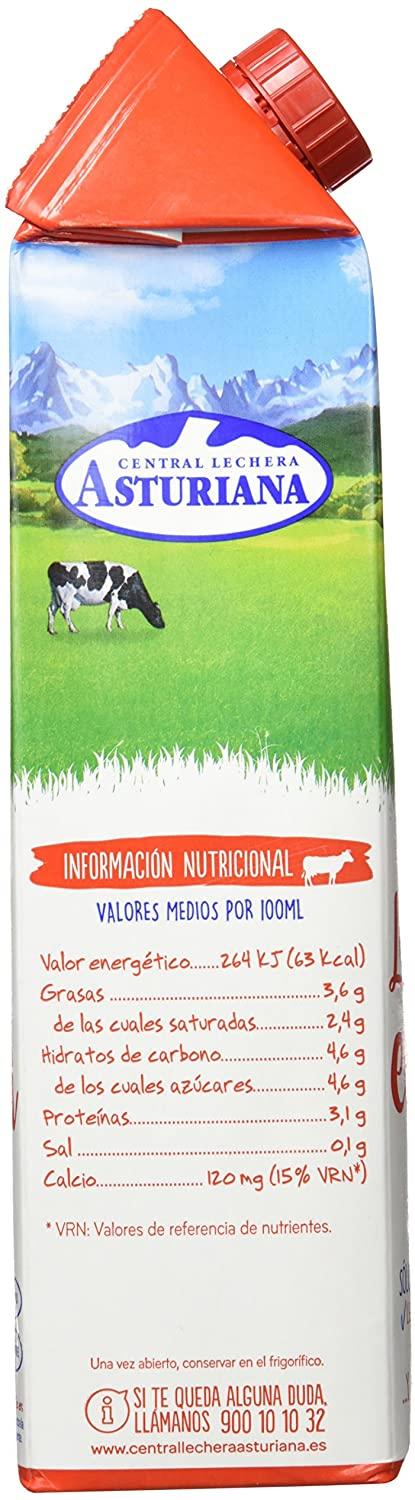 CENTRAL LECHERA
ASTURIANA
INFORMACIÓN NUTRICIONAL
VALORES MEDIOS POR 100ML
Valor energético.......264 KJ (63 Kcal)
Grasas ........................................3,6 g
de las cuales saturadas.............2,4 g
Hidratos de carbono....................4,6 g
de los cuales azúcares..............4,6 g
Proteínas.....................................3,1 g
Sal ..............................................0,1 g
Calcio.....................120 mg (15% VRN*)
* VRN: Valores de referencia de nutrientes.
Una vez abierto, conservar en el frigorífico.
i SI TE QUEDA ALGUNA DUDA,
LLÁMANOS 900 10 10 32
www.centrallecheraasturiana.es